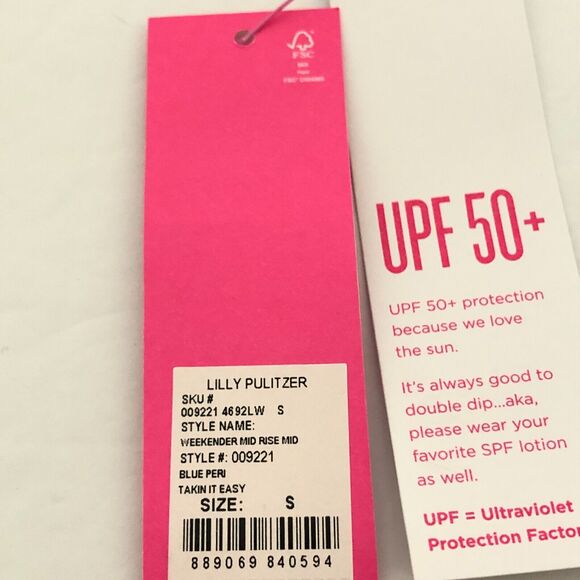 FSC
LILLY PULITZER
SKU #
009221 4692LW S
STYLE NAME:
WEEKENDER MID RISE MID
STYLE #: 009221
BLUE PERI
TAKIN IT EASY
SIZE: S
889069 840594
UPF 50+
UPF 50+ protection
because we love
the sun.
It's always good to
double dip...aka,
please wear your
favorite SPF lotion
as well.
UPF = Ultraviolet
Protection Factor